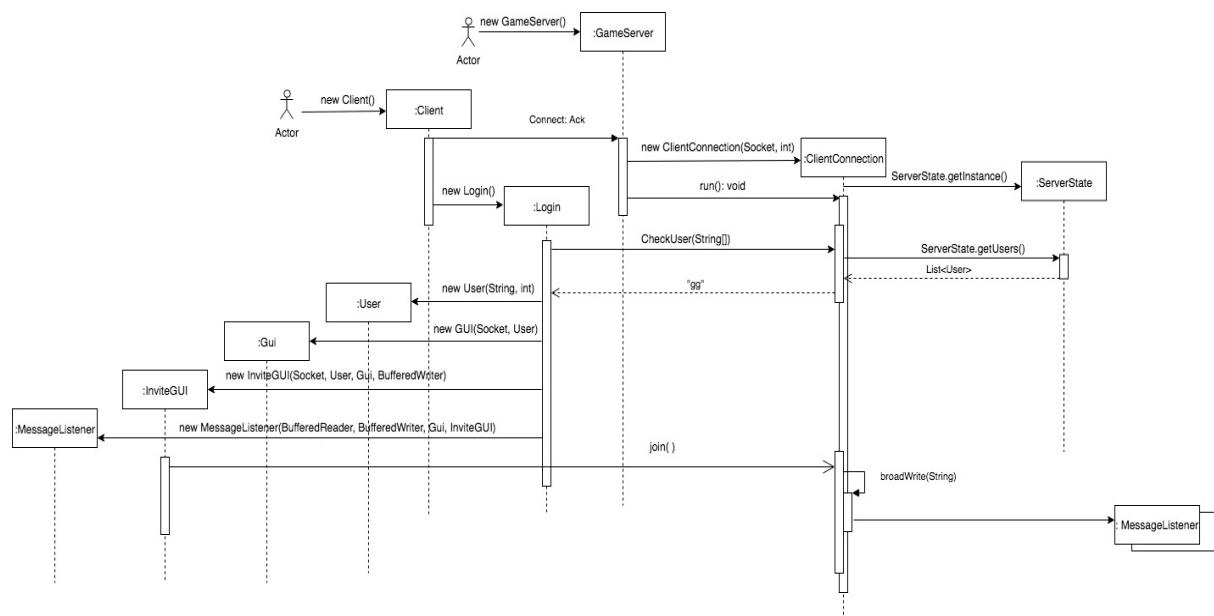 new GameServer()
:GameServer
Actor
new Client()
:Client
Actor
Connect: Ack
new ClientConnection(Socket, int)
:ClientConnection
ServerState.getInstance()
:ServerState
run(): void
new Login()
:Login
CheckUser(String[])
ServerState.getUsers()
List<User>
"gg"
new User(String, int)
:User
new GUI(Socket, User)
:Gui
new InviteGUI(Socket, User, Gui, BufferedWriter)
:InviteGUI
new MessageListener(BufferedReader, BufferedWriter, Gui, InviteGUI)
:MessageListener
join( )
broadWrite(String)
: MessageListener